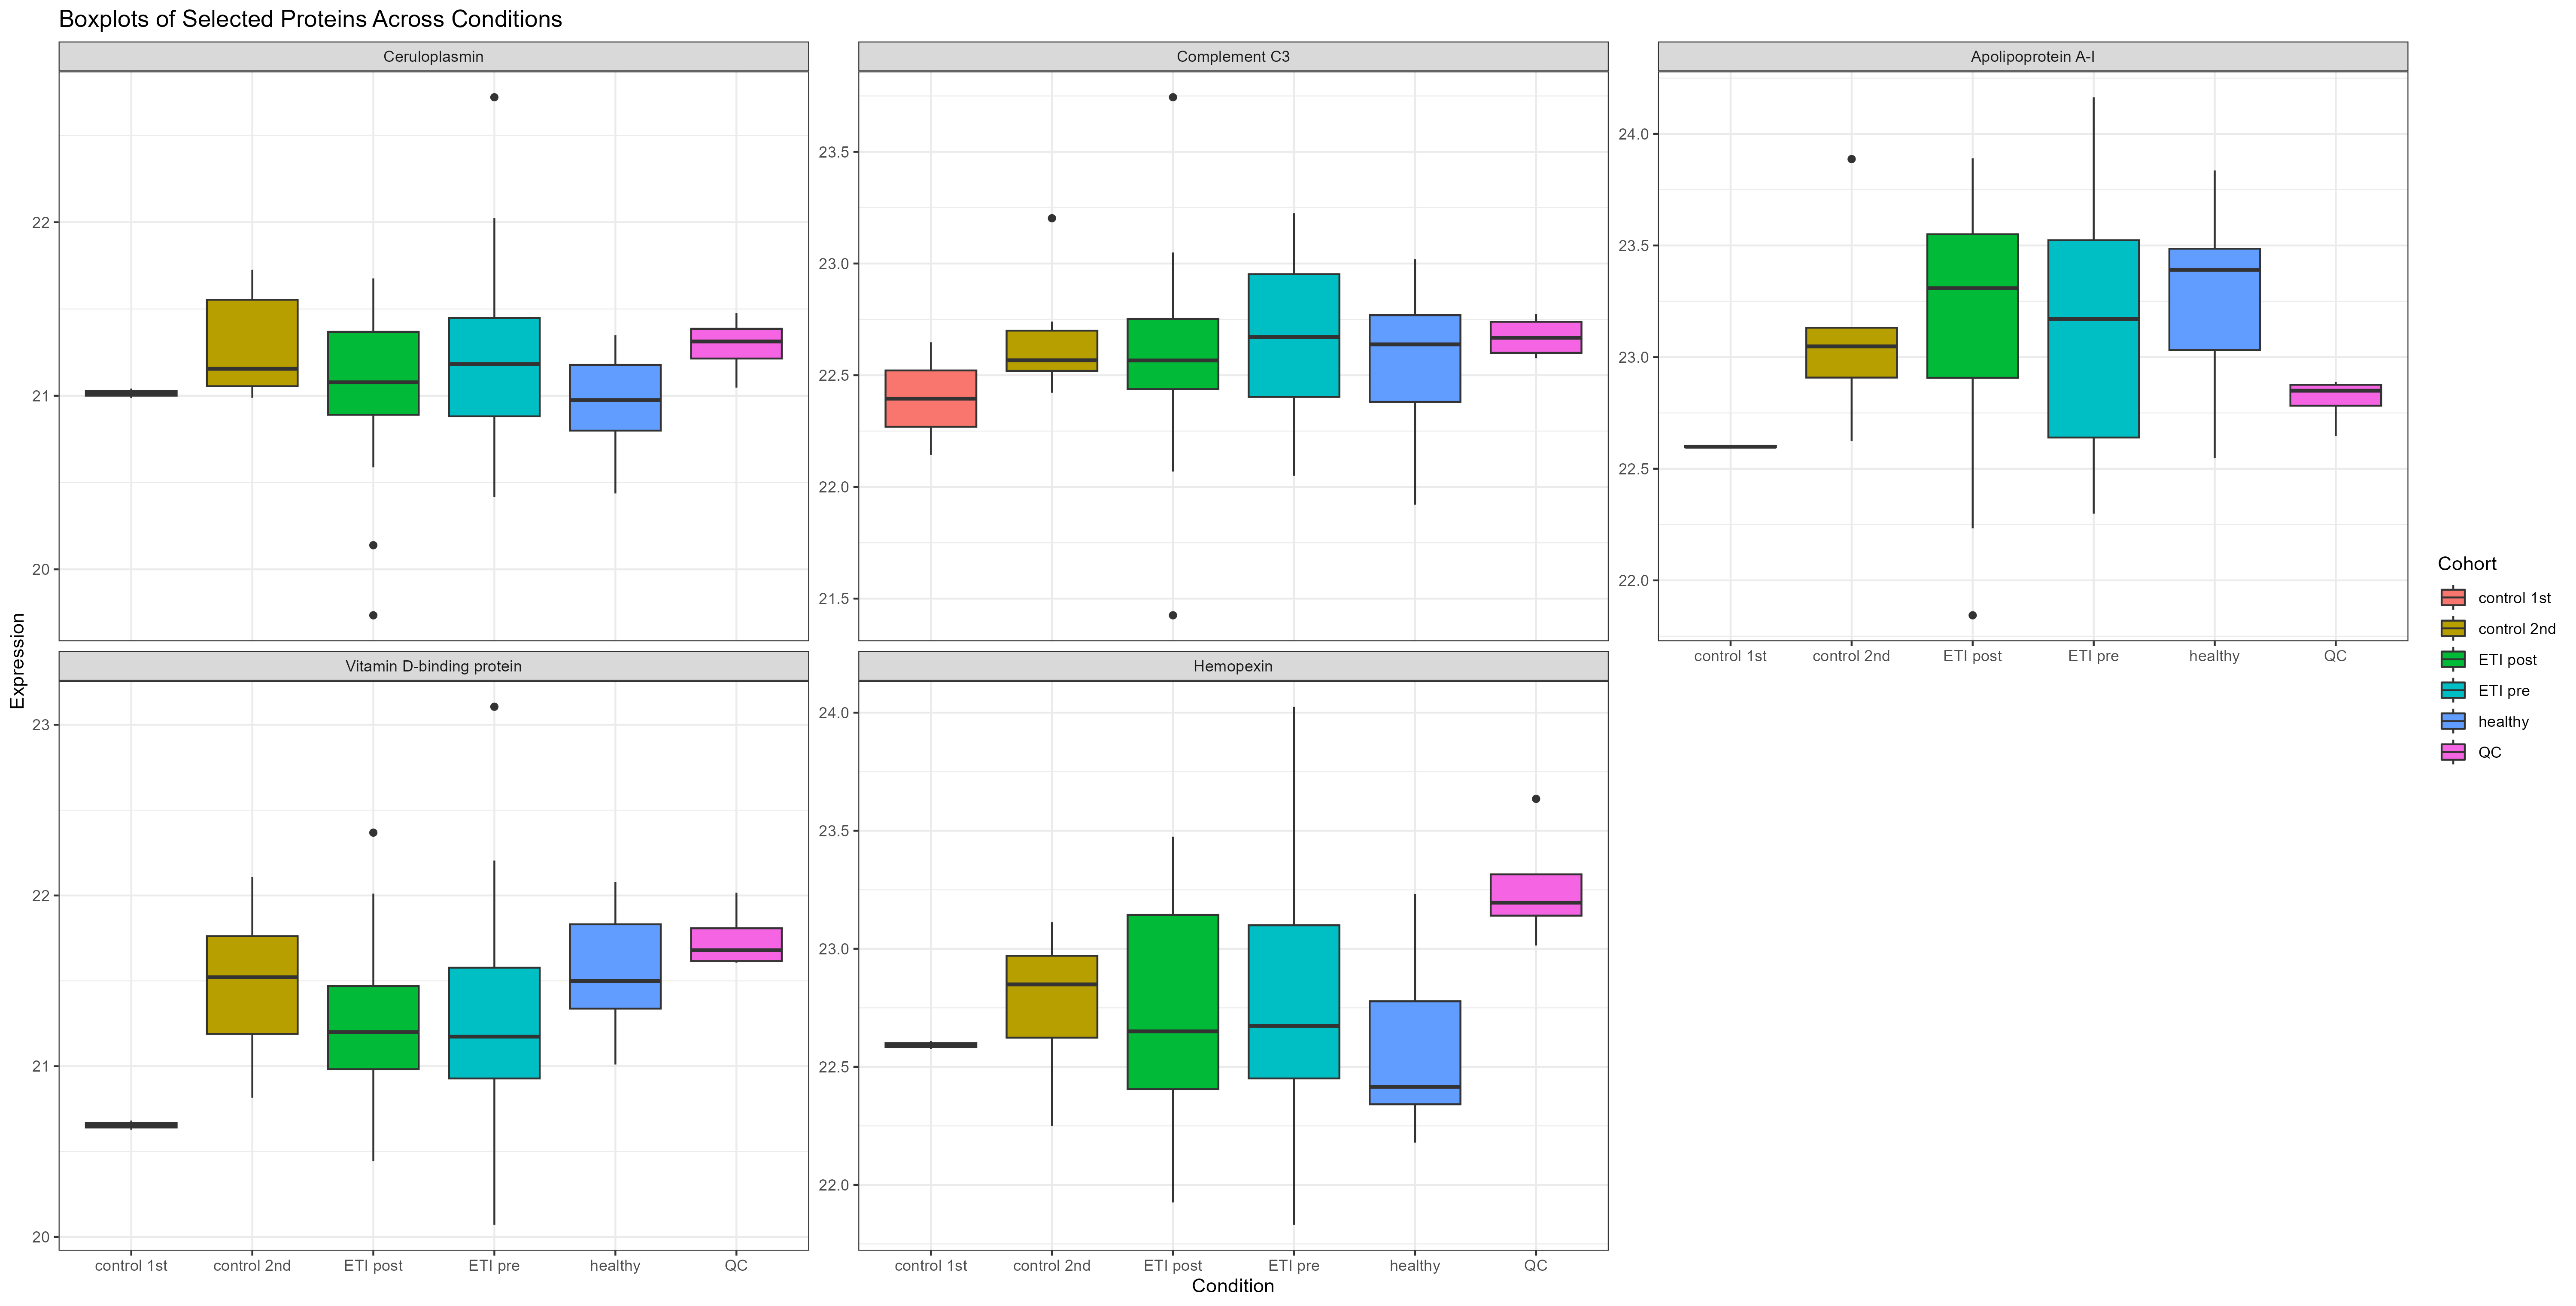 Boxplots of Selected Proteins Across Conditions
Ceruloplasmin
22
21
20
Complement C3
23.5
23.0
22.5
22.0
21.5
Apolipoprotein A-I
24.0
23.5
23.0
22.5
22.0
control 1st control 2nd ETI post ETI pre healthy QC
Expression
Vitamin D-binding protein
23
22
21
20
control 1st control 2nd ETI post ETI pre healthy QC
Hemopexin
24.0
23.5
23.0
22.5
22.0
control 1st control 2nd ETI post ETI pre healthy QC
Condition
Cohort
control 1st
control 2nd
ETI post
ETI pre
healthy
QC